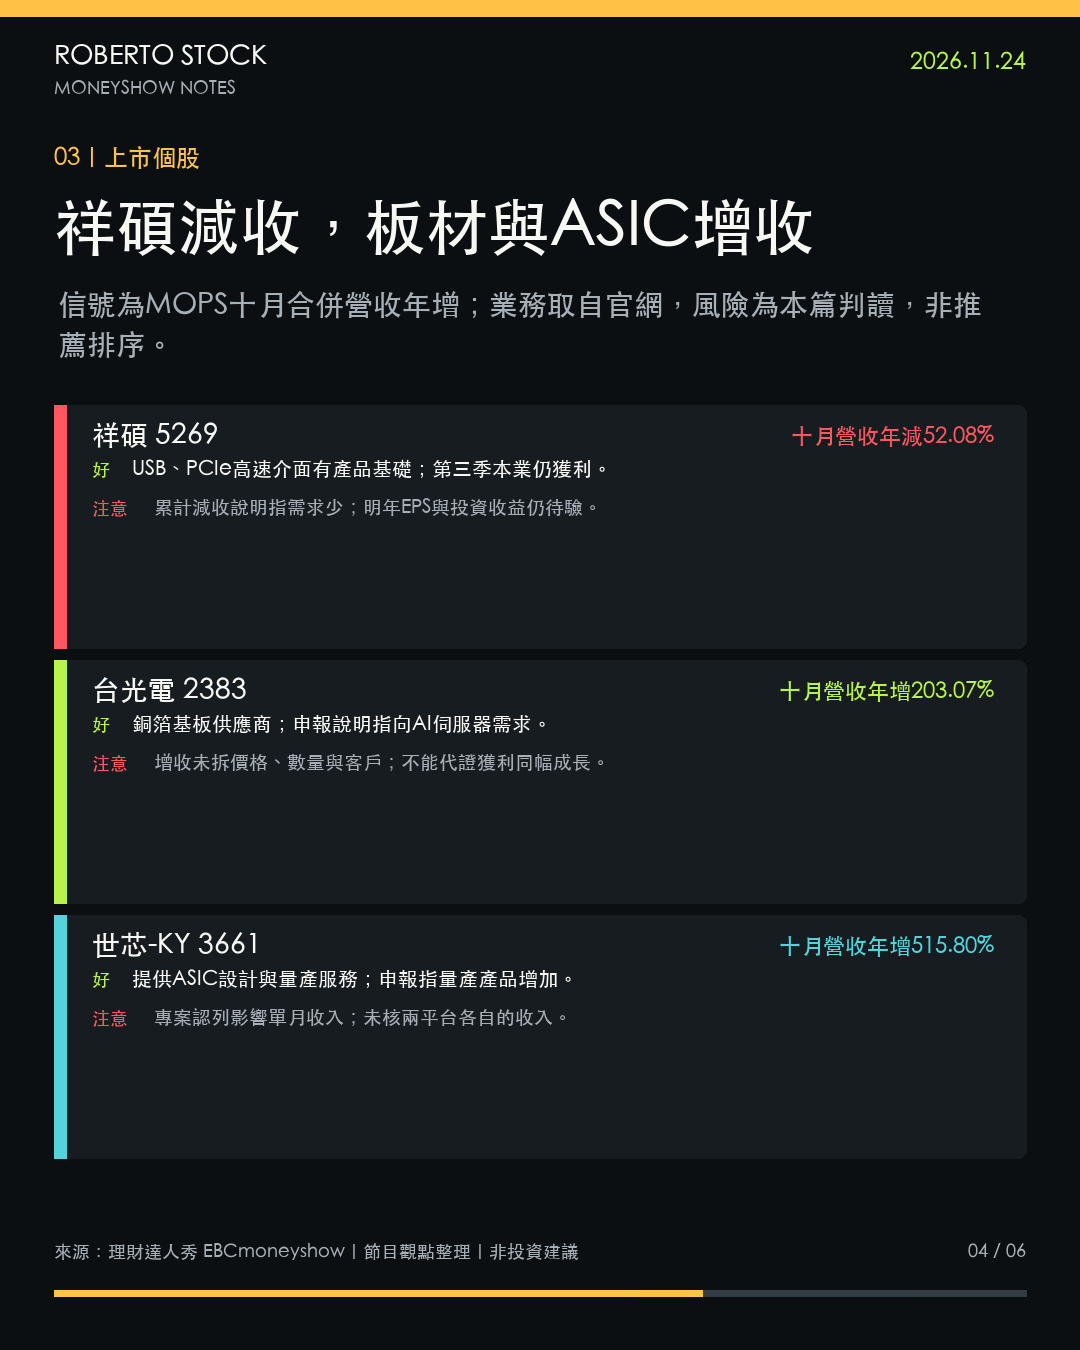 ROBERTO STOCK
MONEYSHOW NOTES
2026.11.24
03｜上市個股
祥碩減收，板材與ASIC增收
信號為MOPS十月合併營收年增；業務取自官網，風險為本篇判讀，非推
薦排序。
祥碩 5269
十月營收年減52.08%
好 USB、PCIe高速介面有產品基礎；第三季本業仍獲利。
注意 累計減收說明指需求少；明年EPS與投資收益仍待驗。
台光電 2383
十月營收年增203.07%
好 銅箔基板供應商；申報說明指向AI伺服器需求。
注意 增收未拆價格、數量與客戶；不能代證獲利同幅成長。
世芯-KY 3661
十月營收年增515.80%
好 提供ASIC設計與量產服務；申報指量產產品增加。
注意 專案認列影響單月收入；未核兩平台各自的收入。
來源：理財達人秀 EBCmoneyshow｜節目觀點整理｜非投資建議
04 / 06